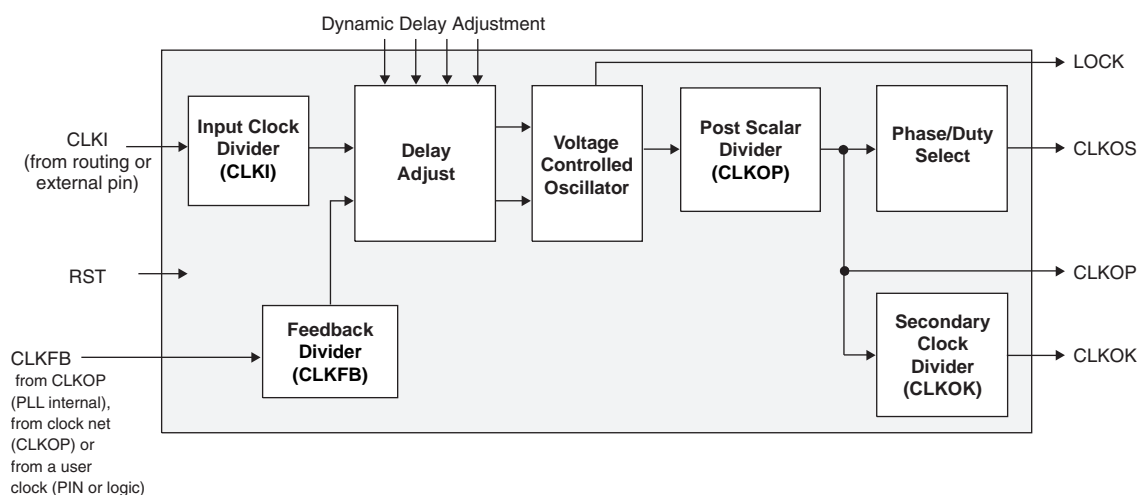 Dynamic Delay Adjustment
LOCK
CLKI
(from routing or
external pin)
Input Clock
Divider
(CLKI)
Delay
Adjust
Voltage
Controlled
Oscillator
Post Scalar
Divider
(CLKOP)
Phase/Duty
Select
CLKOS
RST
CLKOP
CLKFB
from CLKOP
(PLL internal),
from clock net
(CLKOP) or
from a user
clock (PIN or logic)
Feedback
Divider
(CLKFB)
Secondary
Clock
Divider
(CLKOK)
CLKOK